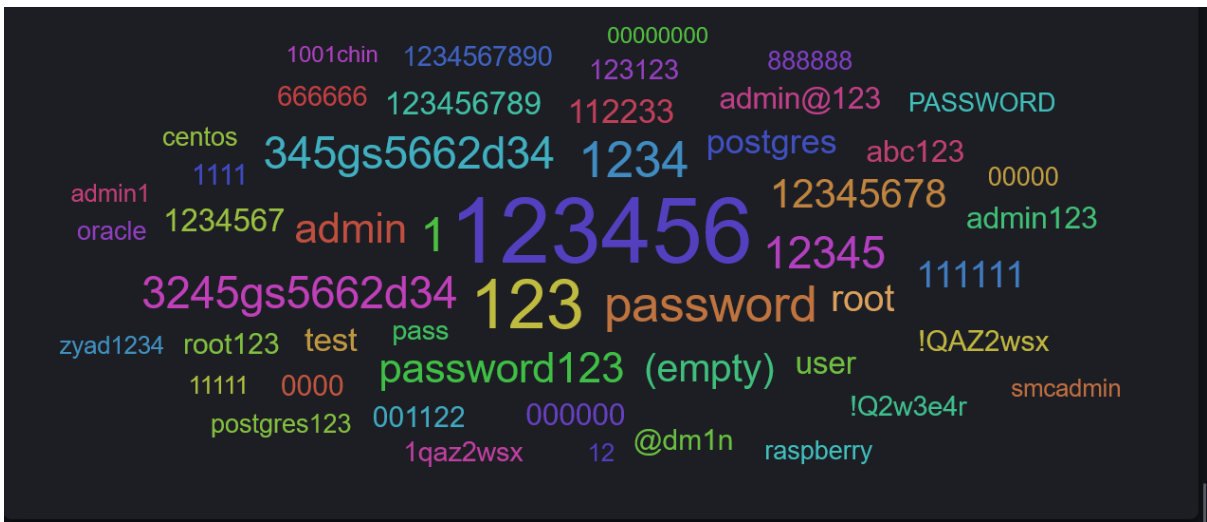 00000000
1001chin 1234567890 123123 888888
666666 123456789 112233 admin@123 PASSWORD
centos 345gs5662d34 1234 postgres abc123
1111 12345678 00000
admin1 1234567 admin 1 123456 admin123
oracle 12345 111111
3245gs5662d34 123 password root
zyad1234 root123 test pass !QAZ2wsx
password123 (empty) user
11111 0000 smcadmin
postgres123 001122 000000 !Q2w3e4r
1qaz2wsx 12 @dm1n raspberry